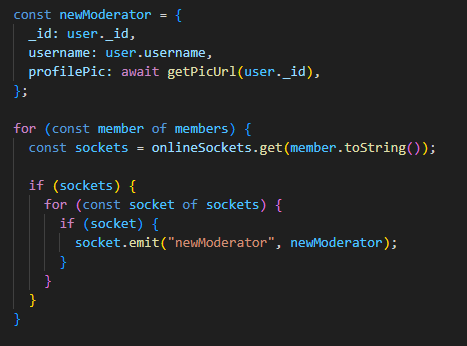 const newModerator = {
  _id: user._id,
  username: user.username,
  profilePic: await getPicUrl(user._id),
};

for (const member of members) {
  const sockets = onlineSockets.get(member.toString());

  if (sockets) {
    for (const socket of sockets) {
      if (socket) {
        socket.emit("newModerator", newModerator);
      }
    }
  }
}